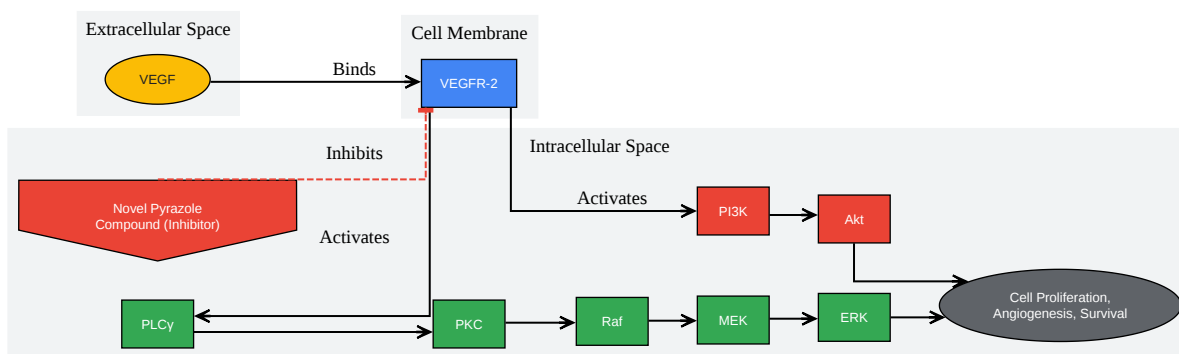 Extracellular Space
Cell Membrane
VEGF
Binds
VEGFR-2
Inhibits
Intracellular Space
Novel Pyrazole
Compound (Inhibitor)
Activates
Activates
PI3K
Akt
PLCγ
PKC
Raf
MEK
ERK
Cell Proliferation,
Angiogenesis, Survival